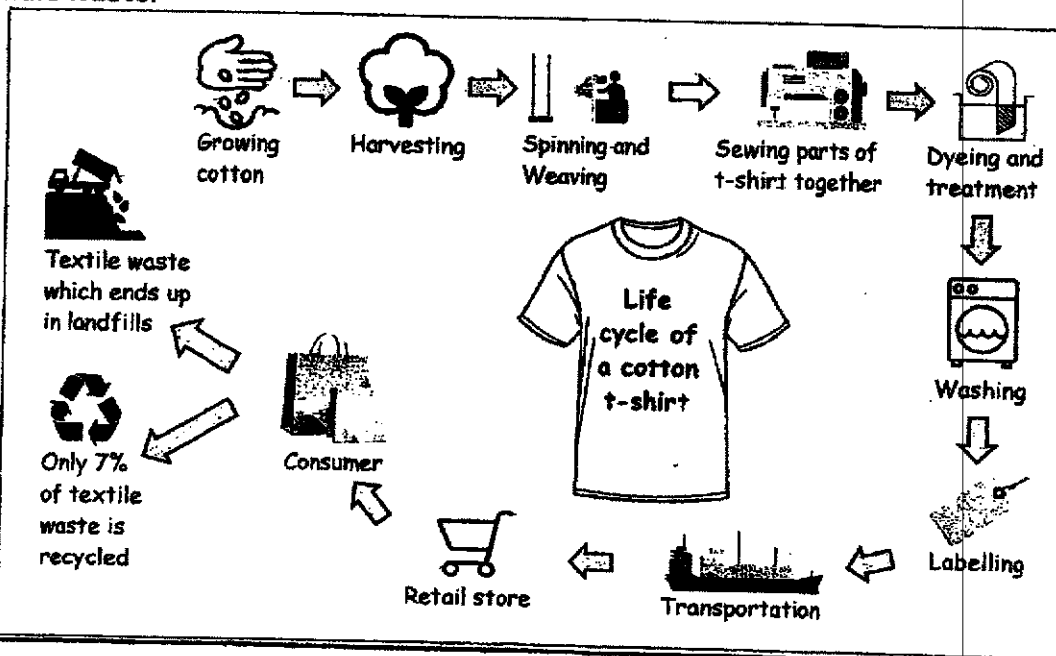 Growing
cotton
Harvesting
Spinning and
Weaving
Sewing parts of
t-shirt together
Dyeing and
treatment
Washing
Labelling
Transportation
Retail store
Consumer
Textile waste
which ends up
in landfills
Only 7%
of textile
waste is
recycled
Life
cycle of
a cotton
t-shirt